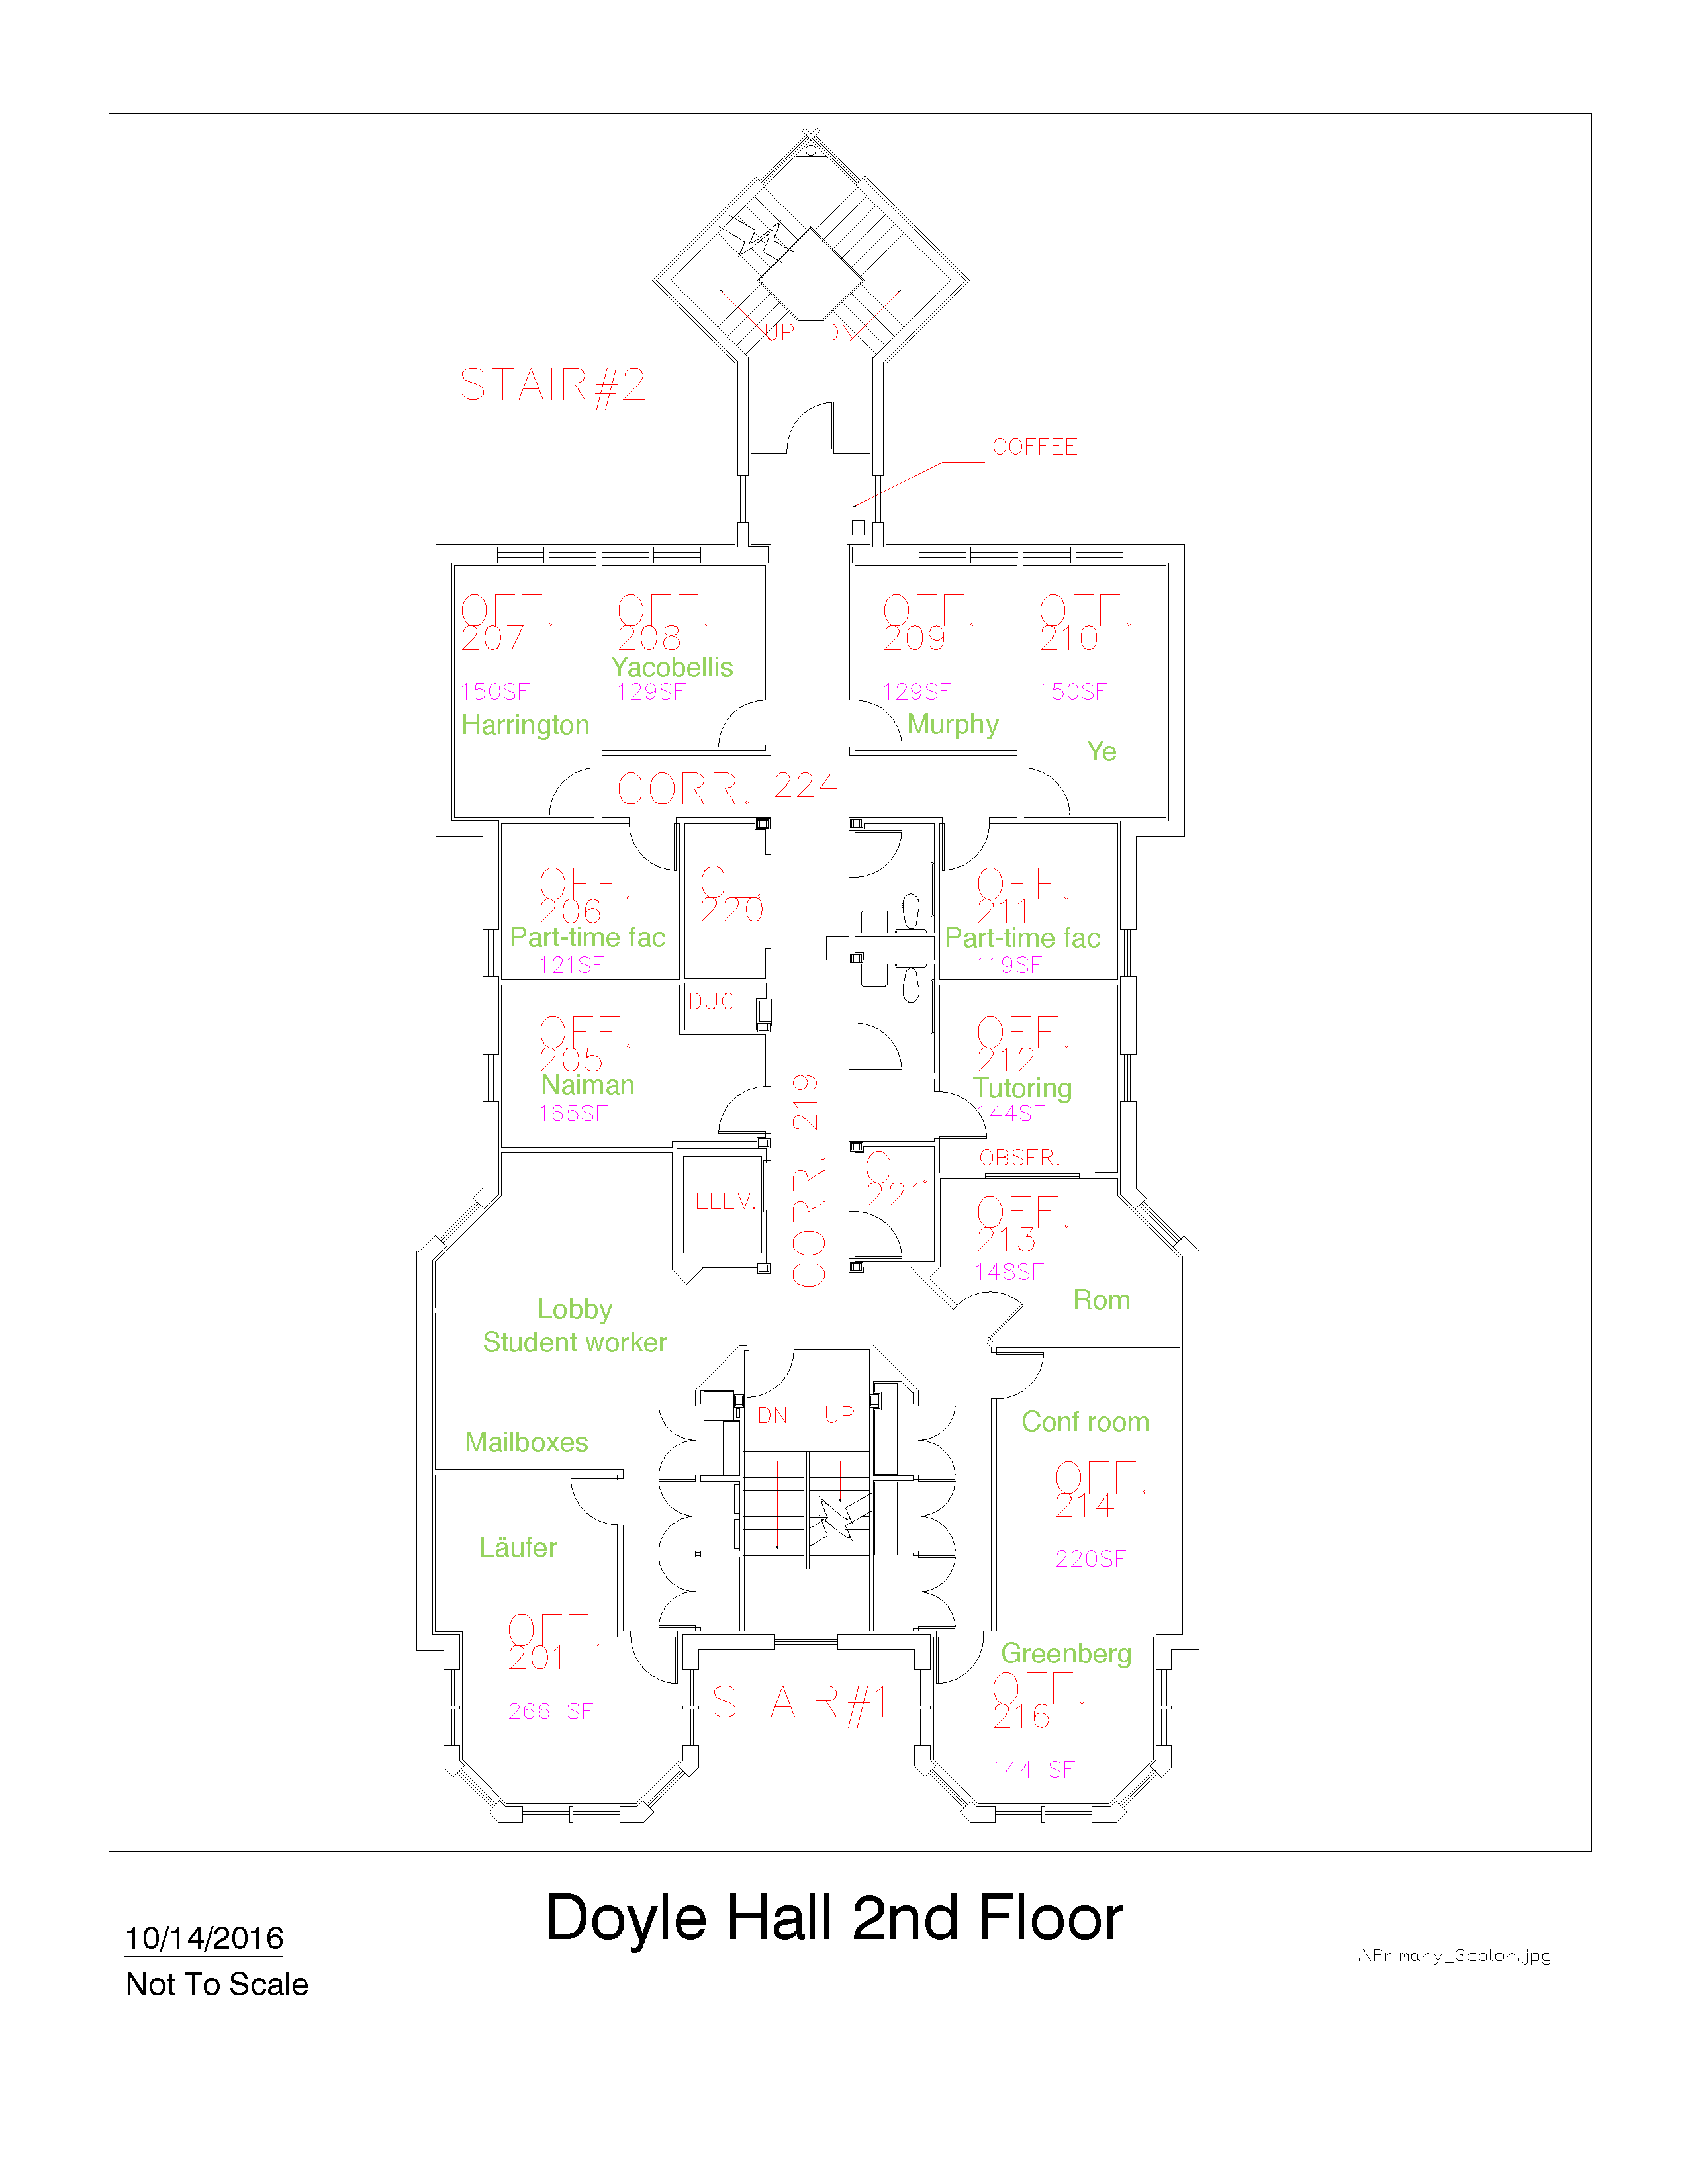 UP DN
STAIR#2
COFFEE
OFF.
207
150SF
Harrington
OFF.
208
Yacobellis
129SF
OFF.
209
129SF
Murphy
OFF.
210
150SF
Ye
CORR. 224
OFF.
206
Part-time fac
121SF
CL.
220
OFF.
211
Part-time fac
119SF
DUCT
OFF.
205
Naiman
165SF
CORR. 219
OFF.
212
Tutoring
144SF
OBSER.
ELEV.
CL.
221
OFF.
213
148SF
Rom
Lobby
Student worker
Mailboxes
DN UP
Conf room
OFF.
214
220SF
Läufer
OFF.
201
266 SF
STAIR#1
Greenberg
OFF.
216
144 SF
Doyle Hall 2nd Floor
10/14/2016
Not To Scale
..\Primary_3color.jpg